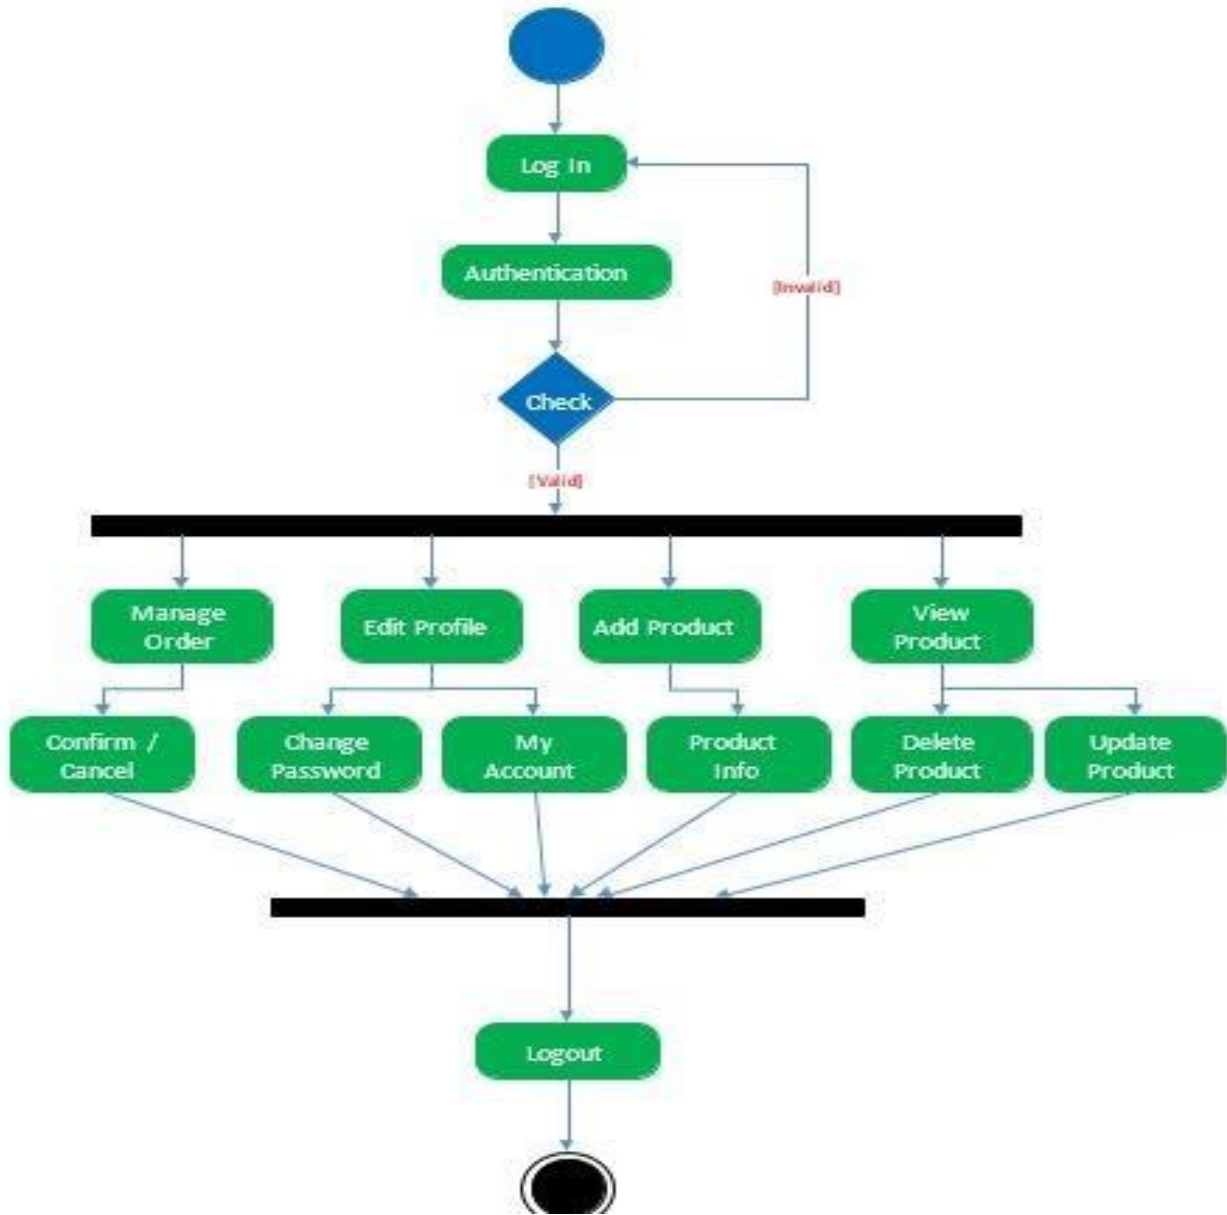 Log In
Authentication
[Invalid]
Check
[Valid]
Manage
Order
Edit Profile
Add Product
View
Product
Confirm /
Cancel
Change
Password
My
Account
Product
Info
Delete
Product
Update
Product
Logout